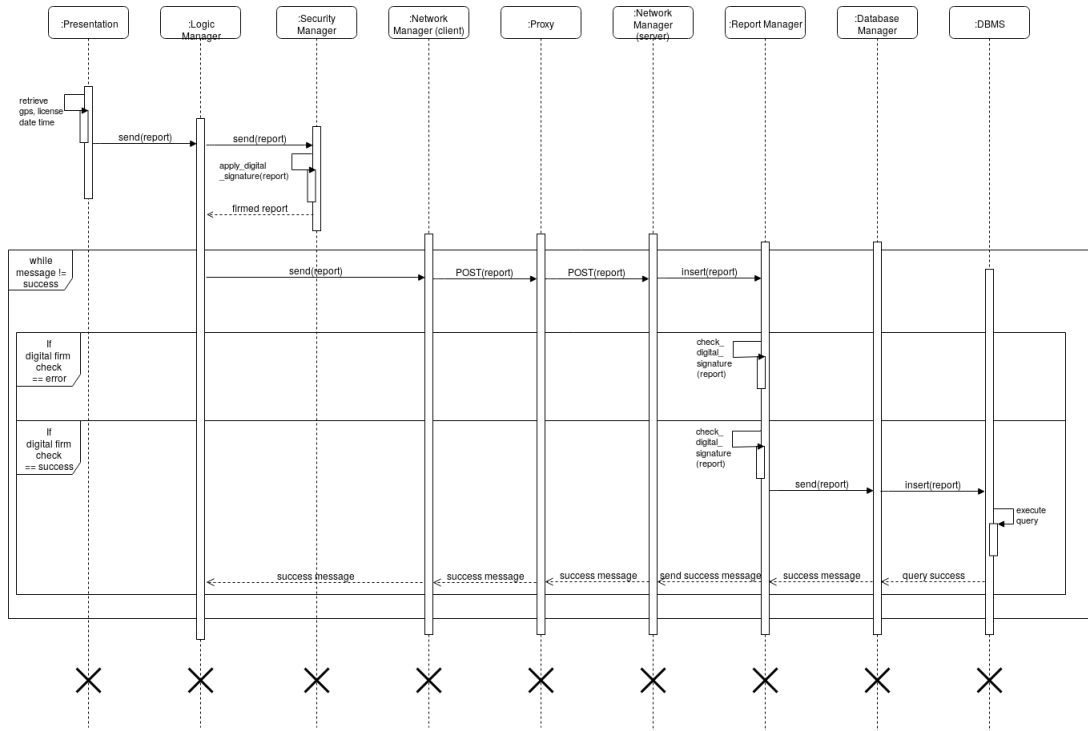 :Presentation
:Logic
Manager
:Security
Manager
:Network
Manager (client)
:Proxy
:Network
Manager
(server)
:Report Manager
:Database
Manager
:DBMS
retrieve
gps, license
date time
send(report)
send(report)
apply_digital
_signature(report)
firmed report
while
message !=
success
send(report)
POST(report)
POST(report)
insert(report)
If
digital firm
check
== error
check_
digital_
signature
(report)
If
digital firm
check
== success
check_
digital_
signature
(report)
send(report)
insert(report)
execute
query
success message
success message
success message
send success message
success message
query success